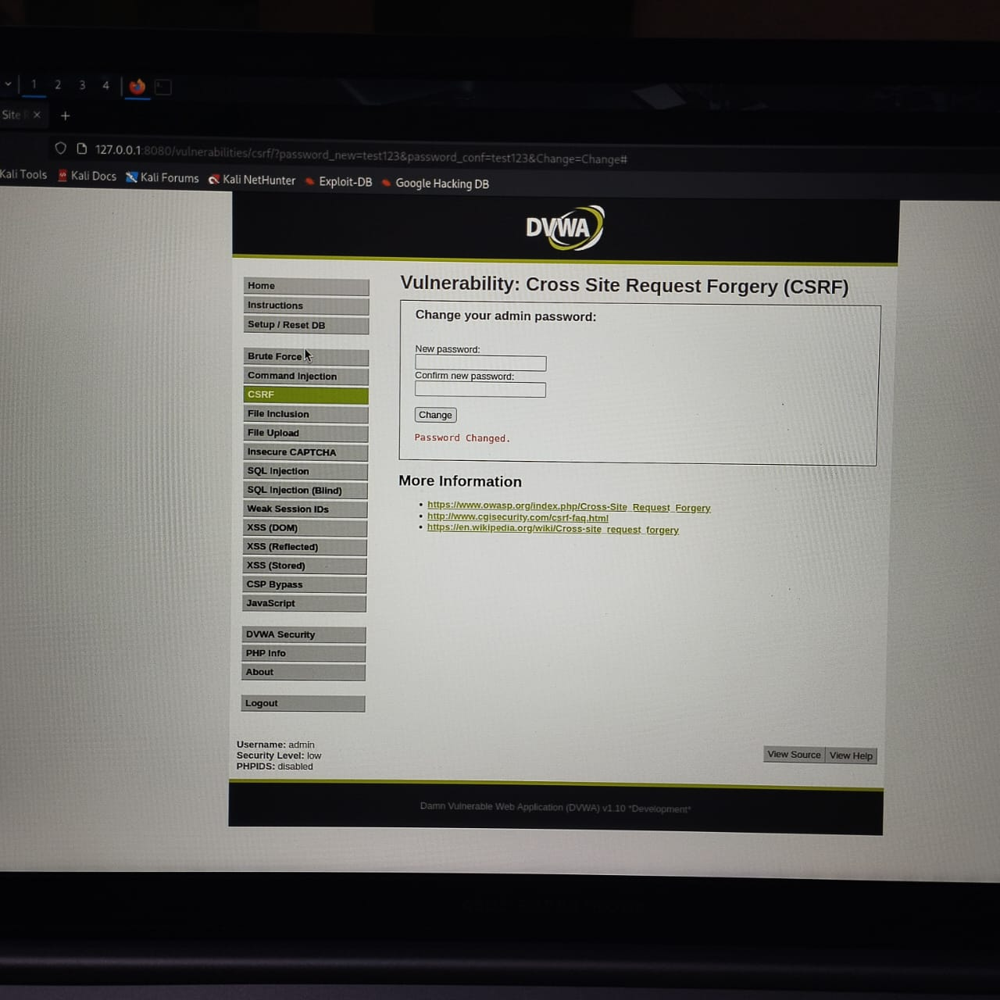 1 2 3 4
Site
127.0.0.1:8080/vulnerabilities/csrf/?password_new=test123&password_conf=test123&Change=Change#
Kali Tools Kali Docs Kali Forums Kali NetHunter Exploit-DB Google Hacking DB
DVWA
Home
Instructions
Setup / Reset DB
Brute Force
Command Injection
CSRF
File Inclusion
File Upload
Insecure CAPTCHA
SQL Injection
SQL Injection (Blind)
Weak Session IDs
XSS (DOM)
XSS (Reflected)
XSS (Stored)
CSP Bypass
JavaScript
DVWA Security
PHP Info
About
Logout
Vulnerability: Cross Site Request Forgery (CSRF)
Change your admin password:
New password:
Confirm new password:
Change
Password Changed.
More Information
• https://www.owasp.org/index.php/Cross-Site_Request_Forgery
• http://www.cgisecurity.com/csrf-faq.html
• https://en.wikipedia.org/wiki/Cross-site_request_forgery
Username: admin
Security Level: low
PHPIDS: disabled
View Source View Help
Damn Vulnerable Web Application (DVWA) v1.10 *Development*